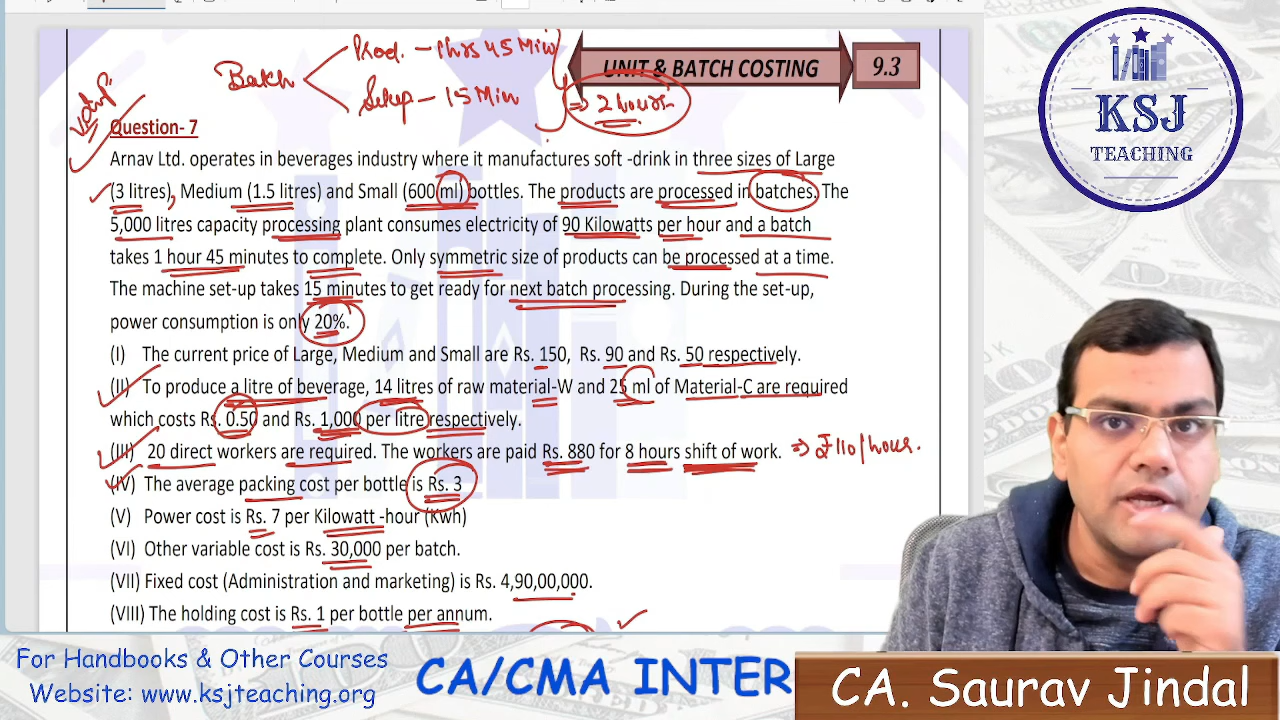 Prod. - 1hrs 45 Min
UNIT & BATCH COSTING 9.3
Batch
Setup - 15 Min
⇒ 2 hours
Question- 7
Arnav Ltd. operates in beverages industry where it manufactures soft -drink in three sizes of Large
(3 litres), Medium (1.5 litres) and Small (600 ml) bottles. The products are processed in batches. The
5,000 litres capacity processing plant consumes electricity of 90 Kilowatts per hour and a batch
takes 1 hour 45 minutes to complete. Only symmetric size of products can be processed at a time.
The machine set-up takes 15 minutes to get ready for next batch processing. During the set-up,
power consumption is only 20%.
(I) The current price of Large, Medium and Small are Rs. 150, Rs. 90 and Rs. 50 respectively.
(II) To produce a litre of beverage, 14 litres of raw material-W and 25 ml of Material-C are required
which costs Rs. 0.50 and Rs. 1,000 per litre respectively.
(III) 20 direct workers are required. The workers are paid Rs. 880 for 8 hours shift of work. ⇒ ₹110/hour.
(IV) The average packing cost per bottle is Rs. 3
(V) Power cost is Rs. 7 per Kilowatt -hour (Kwh)
(VI) Other variable cost is Rs. 30,000 per batch.
(VII) Fixed cost (Administration and marketing) is Rs. 4,90,00,000.
(VIII) The holding cost is Rs. 1 per bottle per annum.
KSJ
TEACHING
For Handbooks & Other Courses
Website: www.ksjteaching.org
CA/CMA INTER
CA. Saurav Jindal